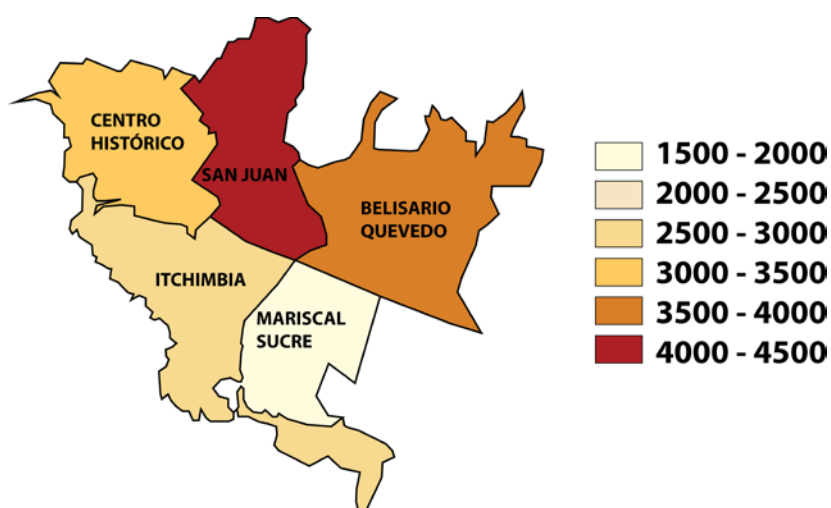 CENTRO
HISTÓRICO
SAN JUAN
BELISARIO
QUEVEDO
ITCHIMBIA
MARISCAL
SUCRE
1500 - 2000
2000 - 2500
2500 - 3000
3000 - 3500
3500 - 4000
4000 - 4500